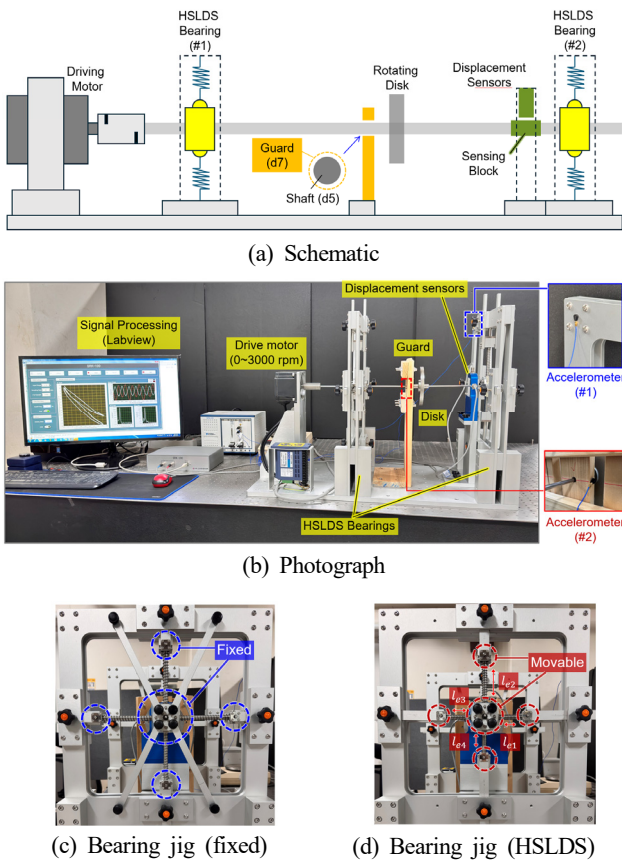 HSLDS
Bearing
(#1)
HSLDS
Bearing
(#2)
Driving
Motor
Rotating
Disk
Displacement
Sensors
Guard
(d7)
Shaft (d5)
Sensing
Block
(a) Schematic
Displacement sensors
Signal Processing
(Labview)
Drive motor
(0~3000 rpm)
Guard
Disk
Accelerometer
(#1)
HSLDS Bearings
Accelerometer
(#2)
(b) Photograph
Fixed
Movable
le3
le2
le4
le1
(c) Bearing jig (fixed)
(d) Bearing jig (HSLDS)